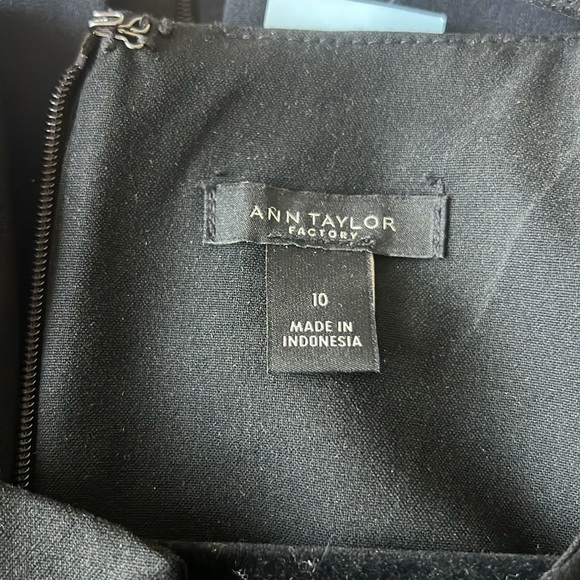 ANN TAYLOR
FACTORY
10
MADE IN
INDONESIA